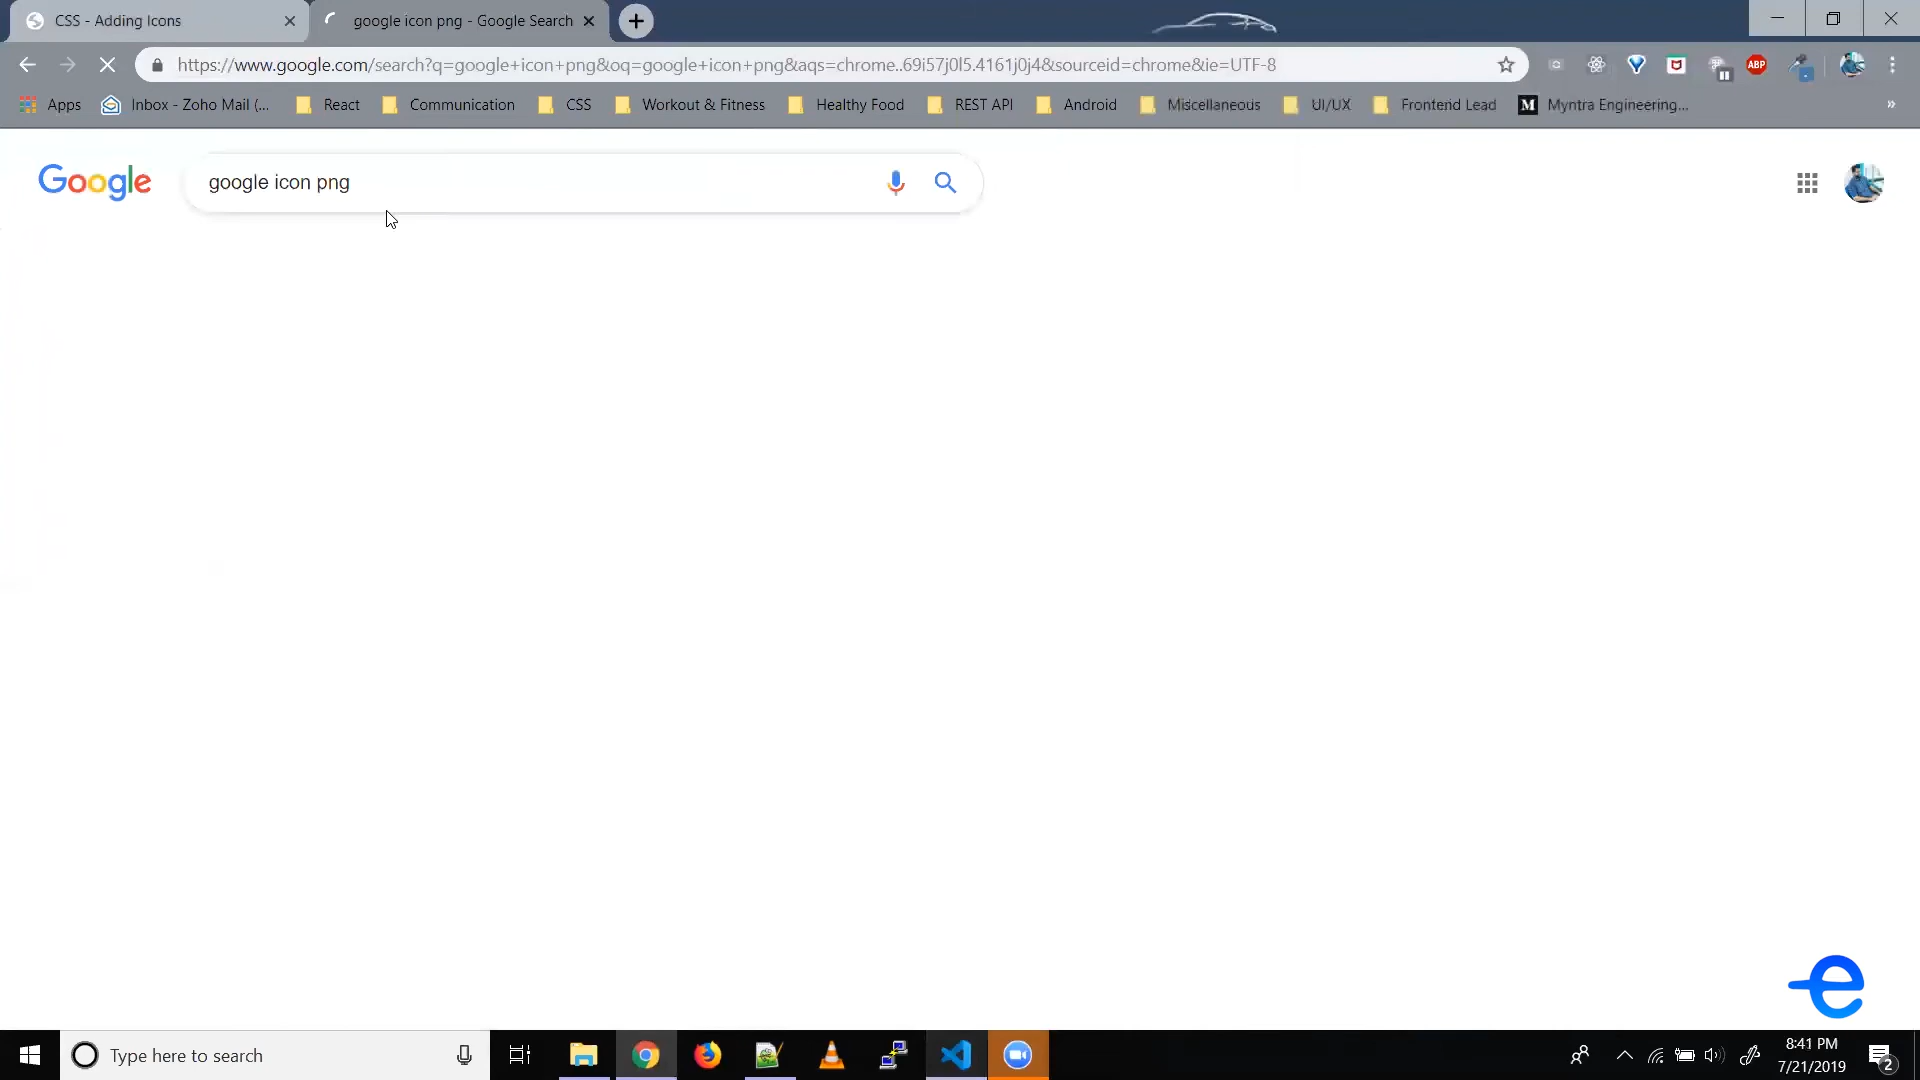 CSS - Adding Icons
google icon png - Google Search
https://www.google.com/search?q=google+icon+png&oq=google+icon+png&aqs=chrome..69i57j0l5.4161j0j4&sourceid=chrome&ie=UTF-8
ABP
Apps
Inbox - Zoho Mail (...
React
Communication
CSS
Workout & Fitness
Healthy Food
REST API
Android
Miscellaneous
UI/UX
Frontend Lead
M
Myntra Engineering...
»
Google
google icon png
e
Type here to search
8:41 PM
7/21/2019
2